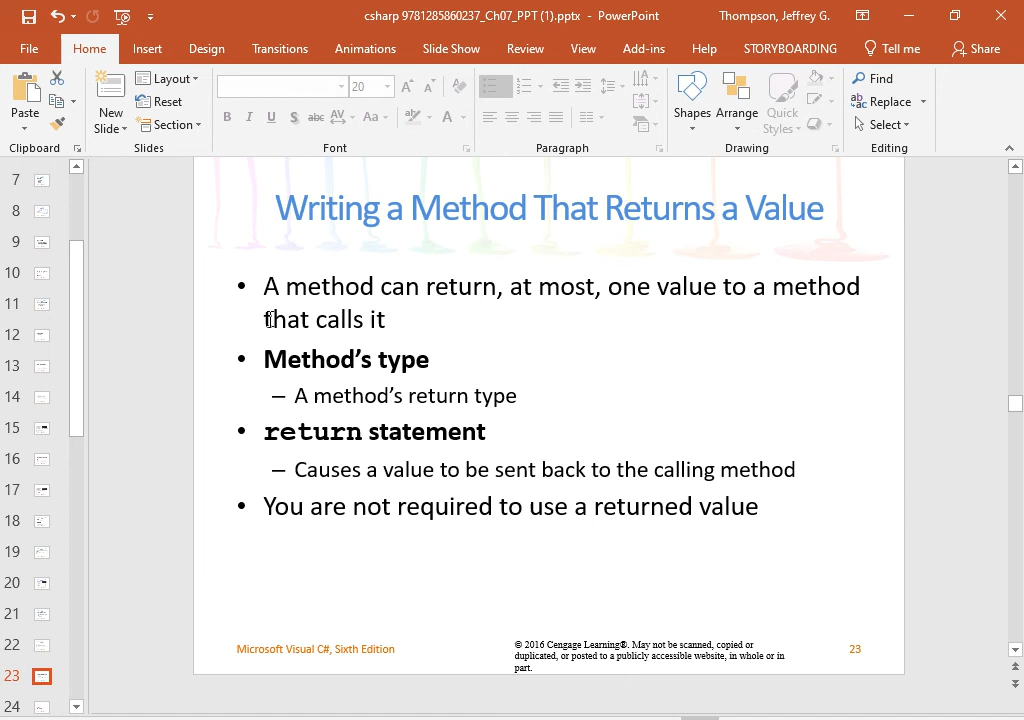 csharp 9781285860237_Ch07_PPT (1).pptx - PowerPoint
Thompson, Jeffrey G.
File Home Insert Design Transitions Animations Slide Show Review View Add-ins Help STORYBOARDING Tell me Share
Paste
Clipboard
New
Slide
Layout
Reset
Section
Slides
20
B I U S abc AV Aa A
Font
Paragraph
Shapes
Arrange
Quick
Styles
Drawing
Find
Replace
Select
Editing
7
8
9
10
11
12
13
14
15
16
17
18
19
20
21
22
23
24
Writing a Method That Returns a Value
• A method can return, at most, one value to a method
that calls it
• Method’s type
– A method’s return type
• return statement
– Causes a value to be sent back to the calling method
• You are not required to use a returned value
Microsoft Visual C#, Sixth Edition
© 2016 Cengage Learning®. May not be scanned, copied or
duplicated, or posted to a publicly accessible website, in whole or in
part.
23